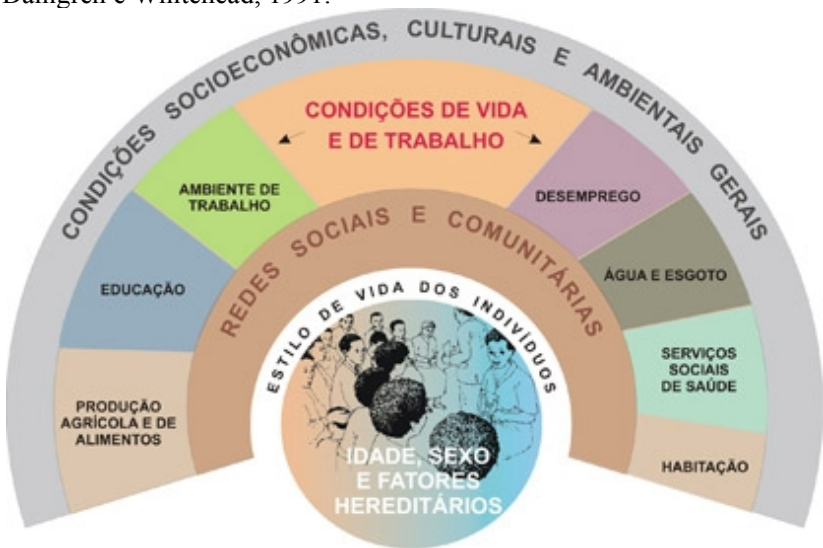 Dahlgren e Whitehead, 1991.
CONDIÇÕES SOCIOECONÔMICAS, CULTURAIS E AMBIENTAIS GERAIS
CONDIÇÕES DE VIDA
E DE TRABALHO
AMBIENTE DE
TRABALHO
DESEMPREGO
REDES SOCIAIS E COMUNITÁRIAS
EDUCAÇÃO
ÁGUA E ESGOTO
ESTILO DE VIDA DOS INDIVÍDUOS
PRODUÇÃO
AGRÍCOLA E DE
ALIMENTOS
SERVIÇOS
SOCIAIS
DE SAÚDE
HABITAÇÃO
IDADE, SEXO
E FATORES
HEREDITÁRIOS